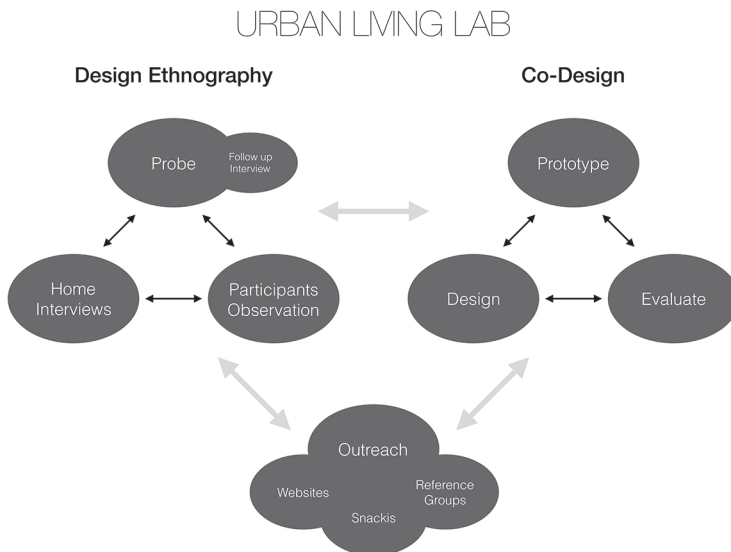 URBAN LIVING LAB
Design Ethnography
Co-Design
Probe
Follow up
Interview
Prototype
Home
Interviews
Participants
Observation
Design
Evaluate
Outreach
Websites
Reference
Groups
Snackis